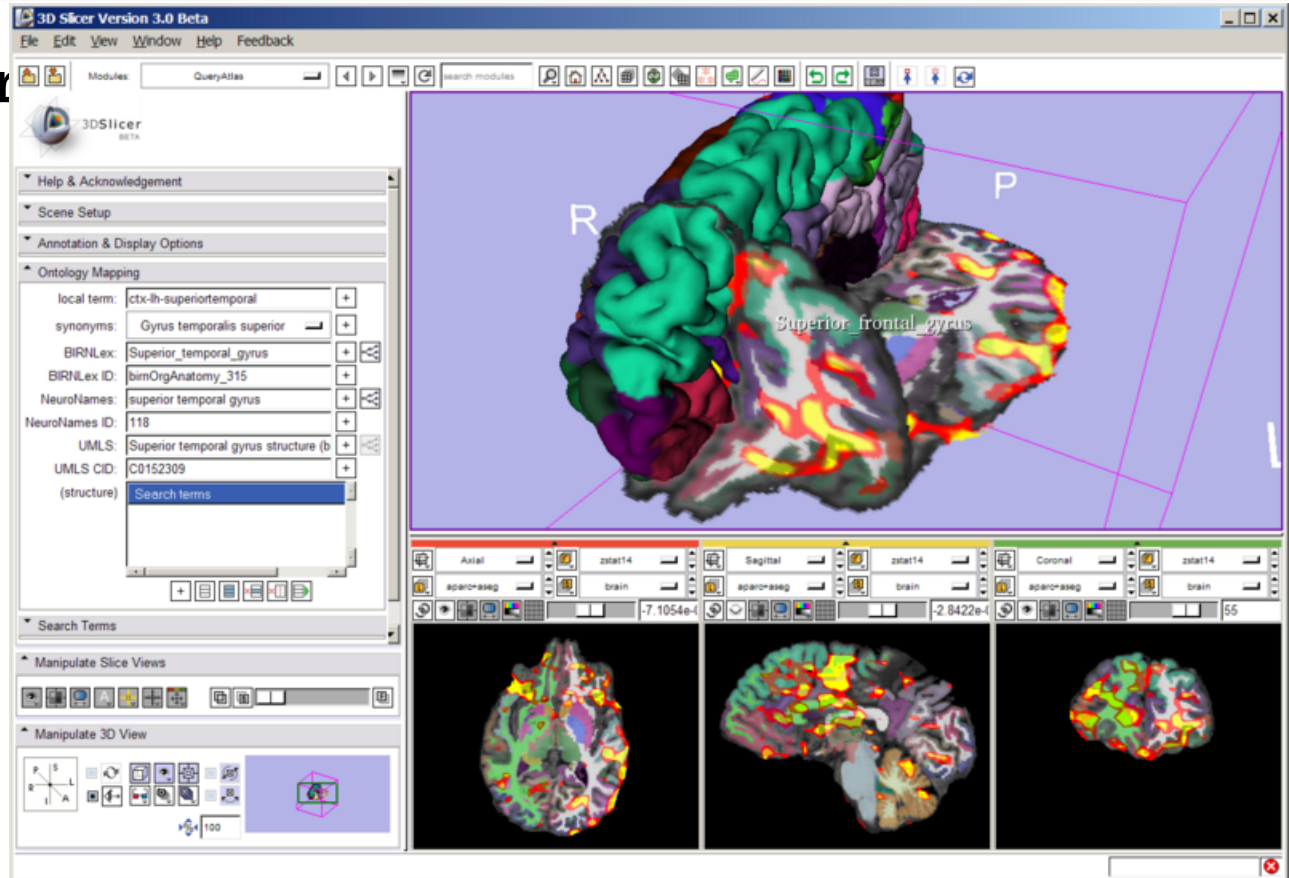 3D Slicer Version 3.0 Beta
File Edit View Window Help Feedback
Modules: QueryAtlas search modules
3DSlicer
BETA
Help & Acknowledgement
Scene Setup
Annotation & Display Options
Ontology Mapping
local term: ctx-lh-superiortemporal +
synonyms: Gyrus temporalis superior +
BIRNLex: Superior_temporal_gyrus +
BIRNLex ID: birnOrgAnatomy_315 +
NeuroNames: superior temporal gyrus +
NeuroNames ID: 118 +
UMLS: Superior temporal gyrus structure (b +
UMLS CID: C0152309 +
(structure) Search terms
+
Search Terms
Manipulate Slice Views
A
Manipulate 3D View
P S
R L
I A
100
R
P
L
Superior_frontal_gyrus
Axial zstat14
aparc+aseg brain
-7.1054e-
Sagittal zstat14
aparc+aseg brain
-2.8422e-
Coronal zstat14
aparc+aseg brain
55